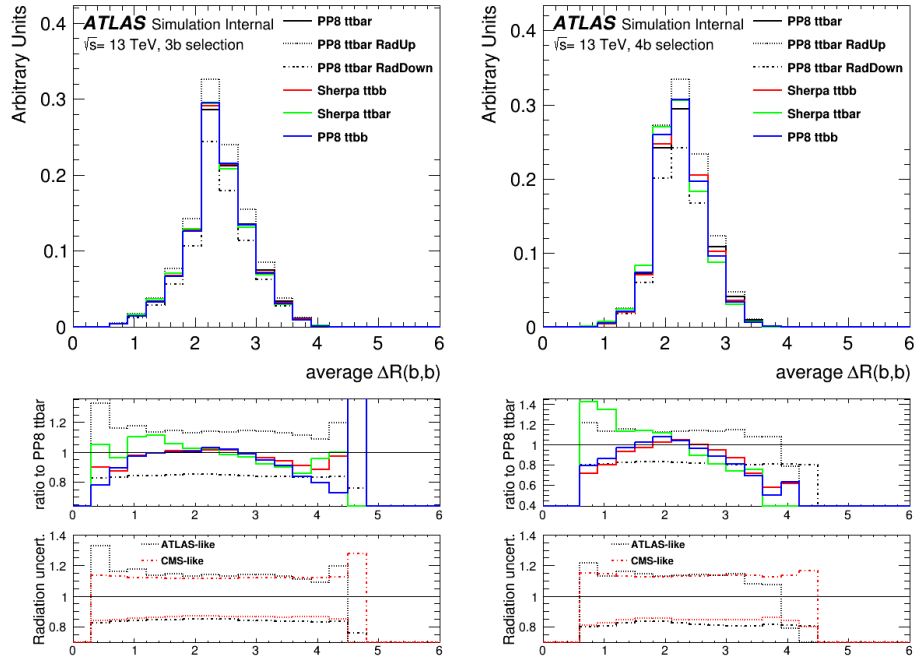 ATLAS Simulation Internal
√s= 13 TeV, 3b selection
PP8 ttbar
PP8 ttbar RadUp
PP8 ttbar RadDown
Sherpa ttbb
Sherpa ttbar
PP8 ttbb
Arbitrary Units
0.4
0.3
0.2
0.1
0
0 1 2 3 4 5 6
average ΔR(b,b)
ratio to PP8 ttbar
1.2
1
0.8
0 1 2 3 4 5 6
Radiation uncert.
1.4
1.2
1
0.8
ATLAS-like
CMS-like
0 1 2 3 4 5 6
ATLAS Simulation Internal
√s= 13 TeV, 4b selection
PP8 ttbar
PP8 ttbar RadUp
PP8 ttbar RadDown
Sherpa ttbb
Sherpa ttbar
PP8 ttbb
Arbitrary Units
0.4
0.3
0.2
0.1
0
0 1 2 3 4 5 6
average ΔR(b,b)
ratio to PP8 ttbar
1.4
1.2
1
0.8
0.6
0.4
0 1 2 3 4 5 6
Radiation uncert.
1.4
1.2
1
0.8
ATLAS-like
CMS-like
0 1 2 3 4 5 6